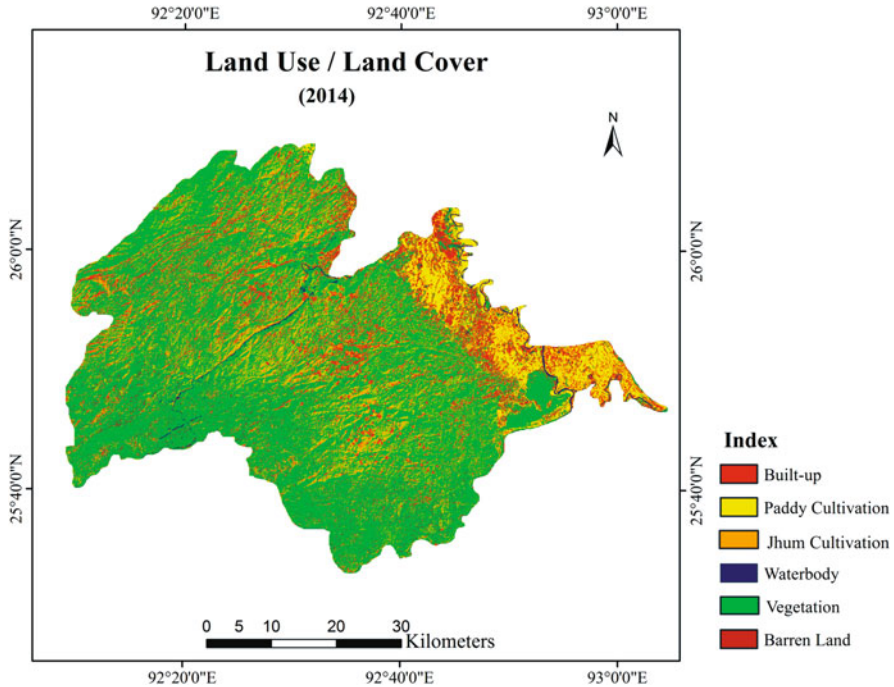 92°20'0"E 92°40'0"E 93°0'0"E
Land Use / Land Cover
(2014)
N
26°0'0"N 26°0'0"N
25°40'0"N 25°40'0"N
Index
Built-up
Paddy Cultivation
Jhum Cultivation
Waterbody
Vegetation
Barren Land
0 5 10 20 30
Kilometers
92°20'0"E 92°40'0"E 93°0'0"E